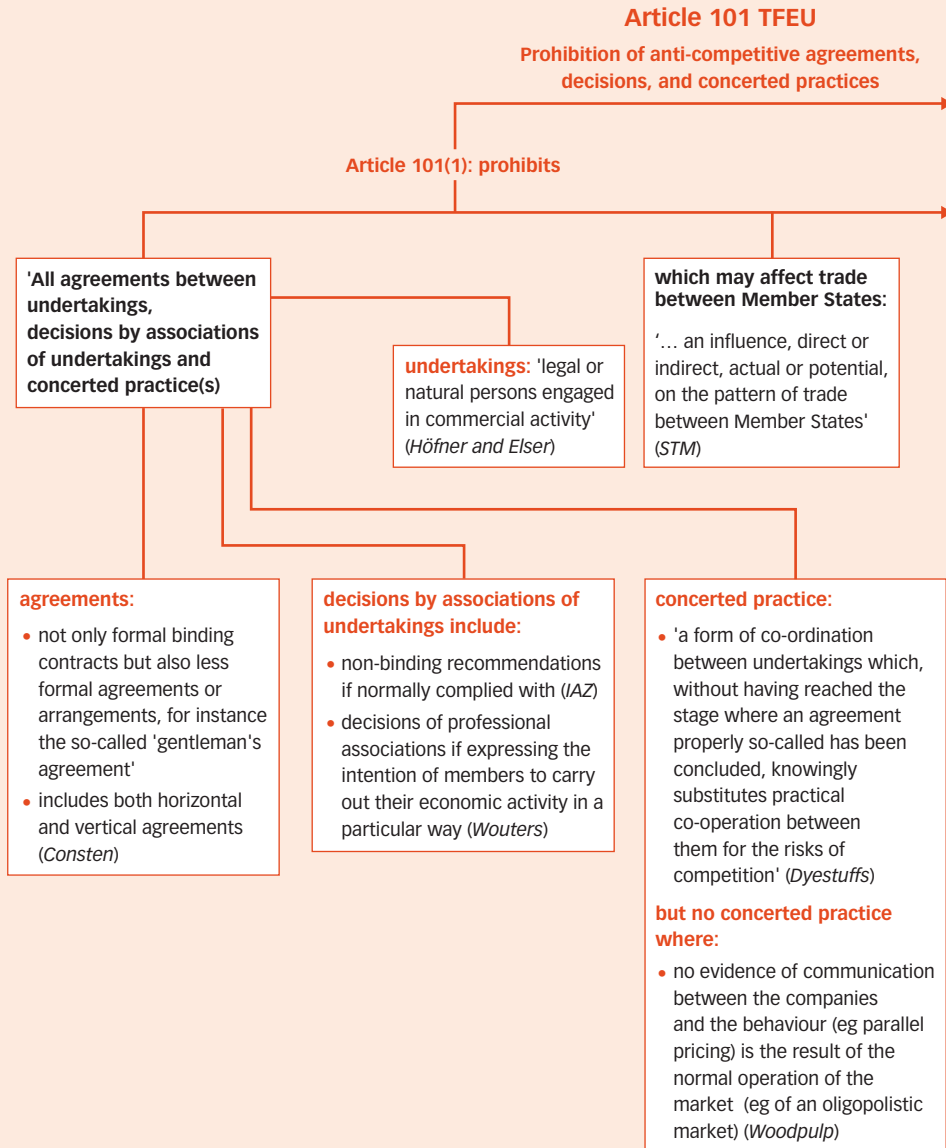 Article 101 TFEU
Prohibition of anti-competitive agreements,
decisions, and concerted practices
Article 101(1): prohibits
'All agreements between
undertakings,
decisions by associations
of undertakings and
concerted practice(s)
undertakings: 'legal or
natural persons engaged
in commercial activity'
(Höfner and Elser)
which may affect trade
between Member States:
'… an influence, direct or
indirect, actual or potential,
on the pattern of trade
between Member States'
(STM)
agreements:
• not only formal binding
contracts but also less
formal agreements or
arrangements, for instance
the so-called 'gentleman's
agreement'
• includes both horizontal
and vertical agreements
(Consten)
decisions by associations of
undertakings include:
• non-binding recommendations
if normally complied with (IAZ)
• decisions of professional
associations if expressing the
intention of members to carry
out their economic activity in a
particular way (Wouters)
concerted practice:
• 'a form of co-ordination
between undertakings which,
without having reached the
stage where an agreement
properly so-called has been
concluded, knowingly
substitutes practical
co-operation between
them for the risks of
competition' (Dyestuffs)
but no concerted practice
where:
• no evidence of communication
between the companies
and the behaviour (eg parallel
pricing) is the result of the
normal operation of the
market (eg of an oligopolistic
market) (Woodpulp)